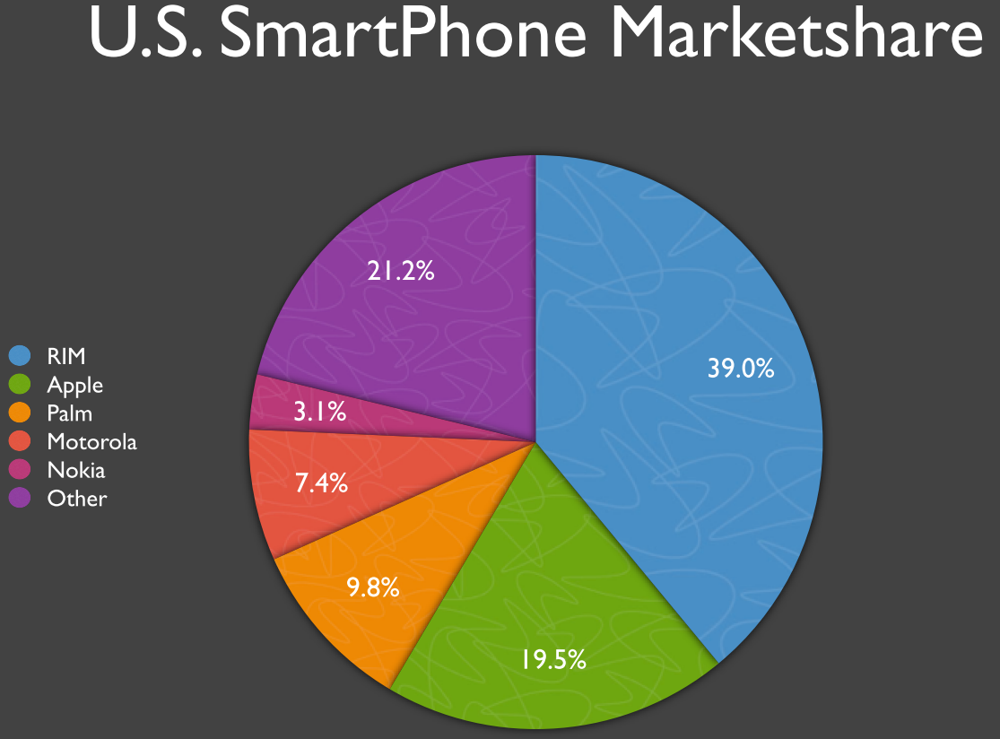 U.S. SmartPhone Marketshare
21.2%
39.0%
3.1%
7.4%
9.8%
19.5%
RIM
Apple
Palm
Motorola
Nokia
Other